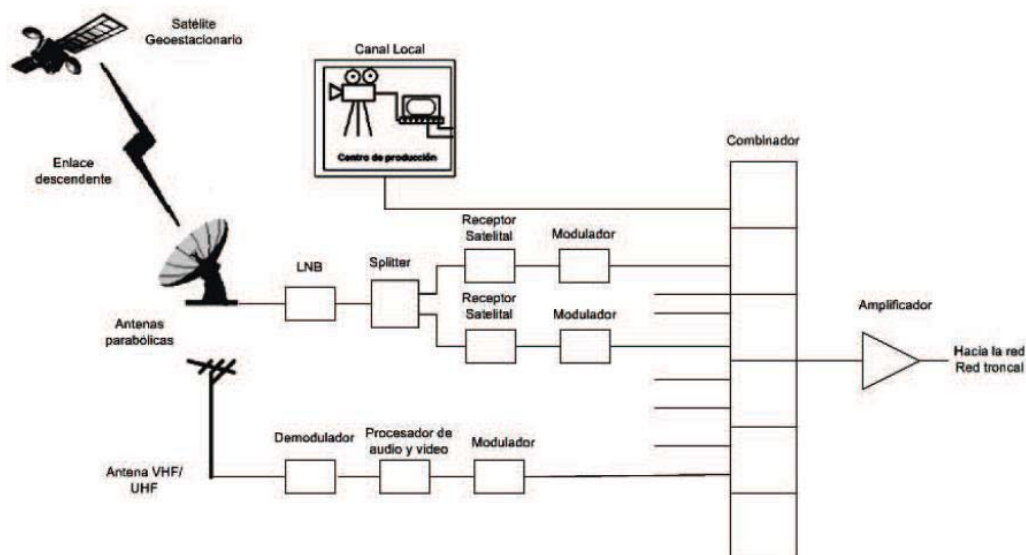 Satélite
Geoestacionario
Canal Local
Centro de producción
Combinador
Enlace
descendente
Receptor
Satelital
Modulador
LNB
Splitter
Receptor
Satelital
Modulador
Amplificador
Antenas
parabólicas
Hacia la red
Red troncal
Demodulador
Procesador de
audio y video
Modulador
Antena VHF/
UHF